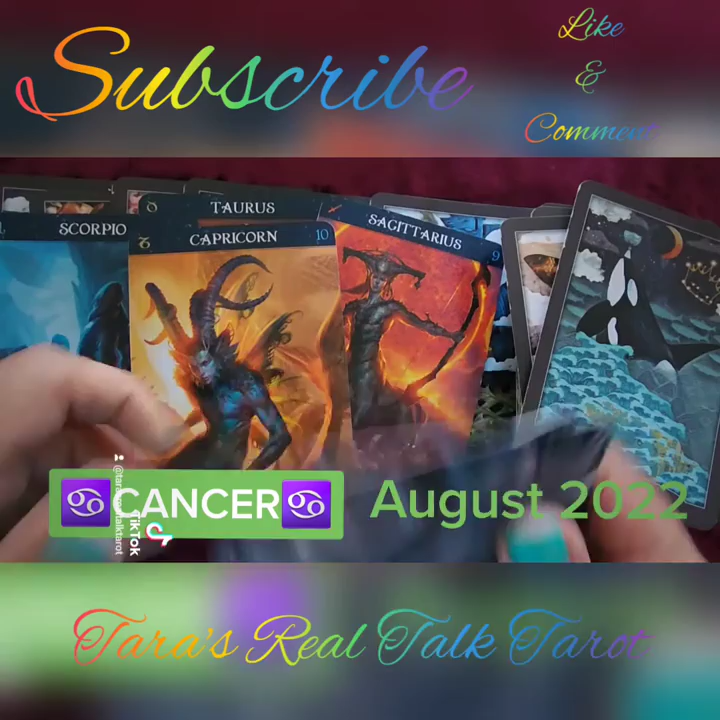 Subscribe
Like
&
Comment
TAURUS
SCORPIO
CAPRICORN 10
SAGITTARIUS
9
♋CANCER♋
August 2022
TikTok
Tara's Real Talk Tarot